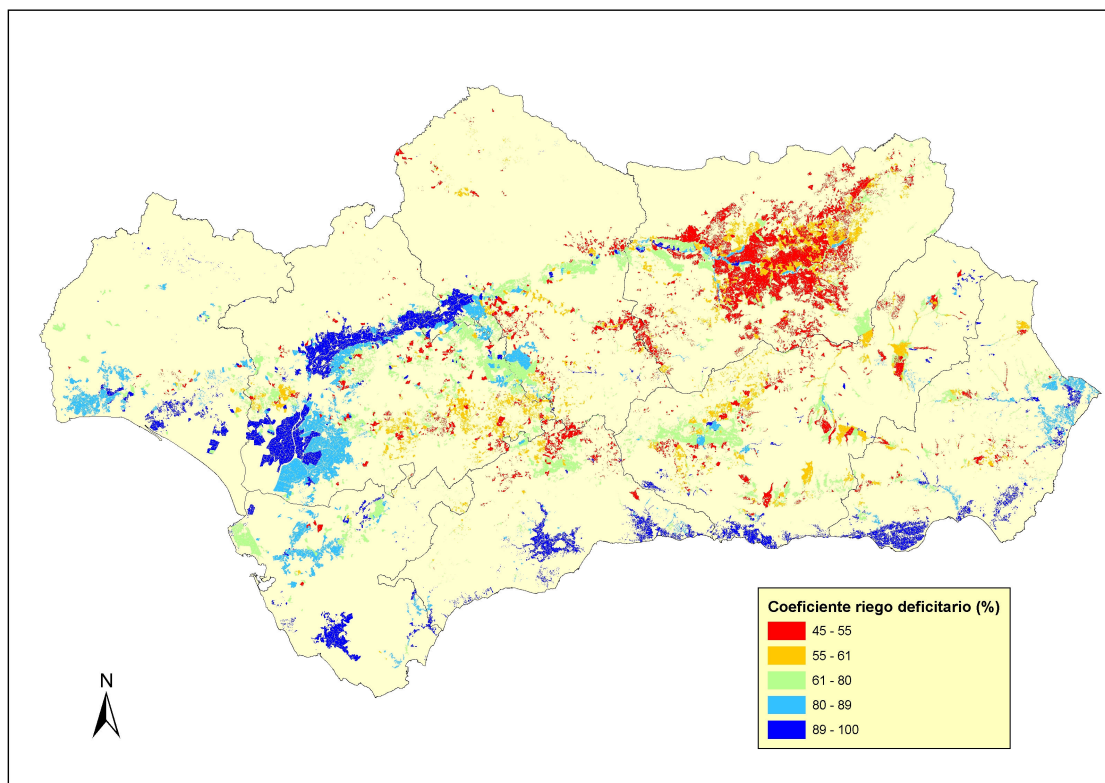 Coeficiente riego deficitario (%)
45 - 55
55 - 61
61 - 80
80 - 89
89 - 100
N